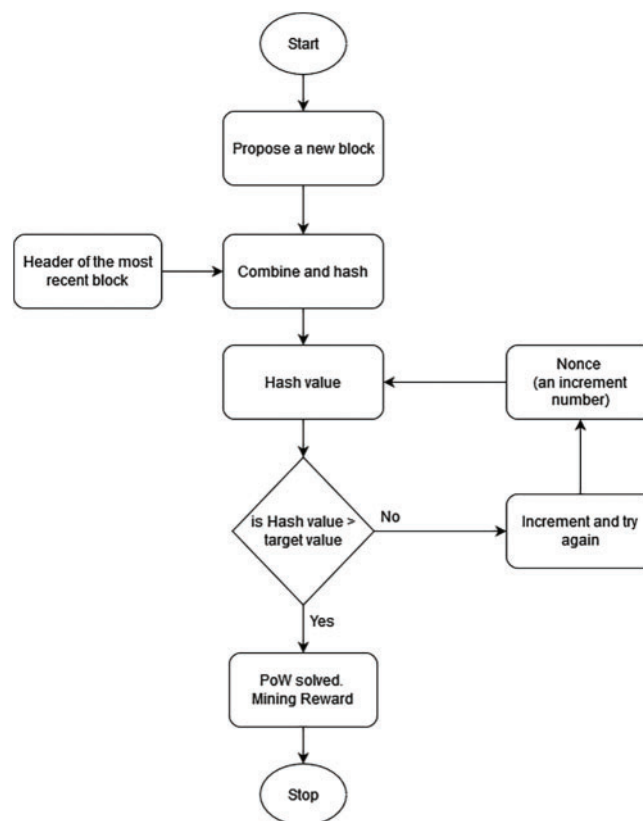 Start
Propose a new block
Header of the most
recent block
Combine and hash
Hash value
Nonce
(an increment
number)
is Hash value >
target value
No
Increment and try
again
Yes
PoW solved.
Mining Reward
Stop